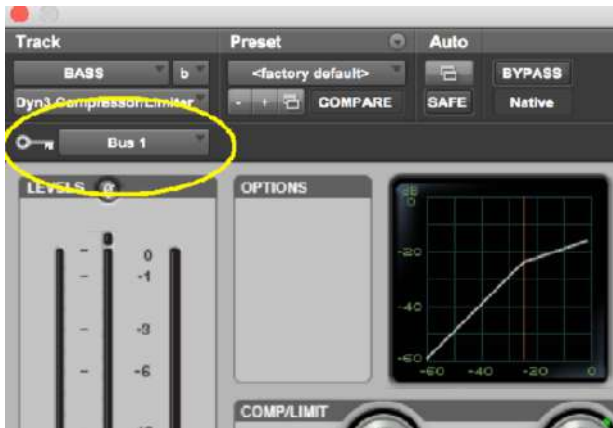 Track Preset Auto
BASS b <factory default> BYPASS
Dyn3 Compressor/Limiter - + COMPARE SAFE Native
Bus 1
LEVELS Ø OPTIONS
dB
0
-20
-40
-60
-60 -40 -20 0
0
-1
-3
-6
COMP/LIMIT